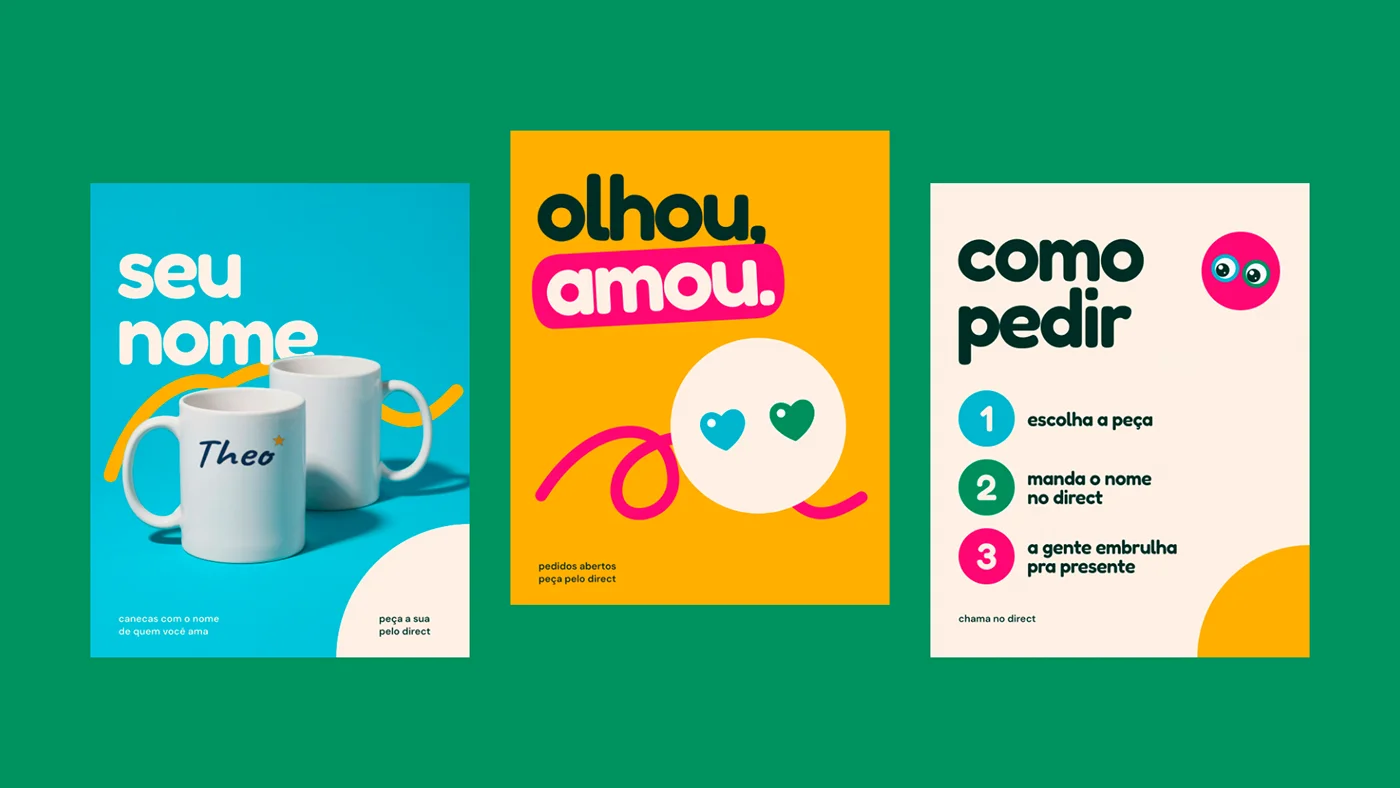 seu
nome
Theo
canecas com o nome
de quem você ama
peça a sua
pelo direct
olhou,
amou.
pedidos abertos
peça pelo direct
como
pedir
1
escolha a peça
2
manda o nome
no direct
3
a gente embrulha
pra presente
chama no direct